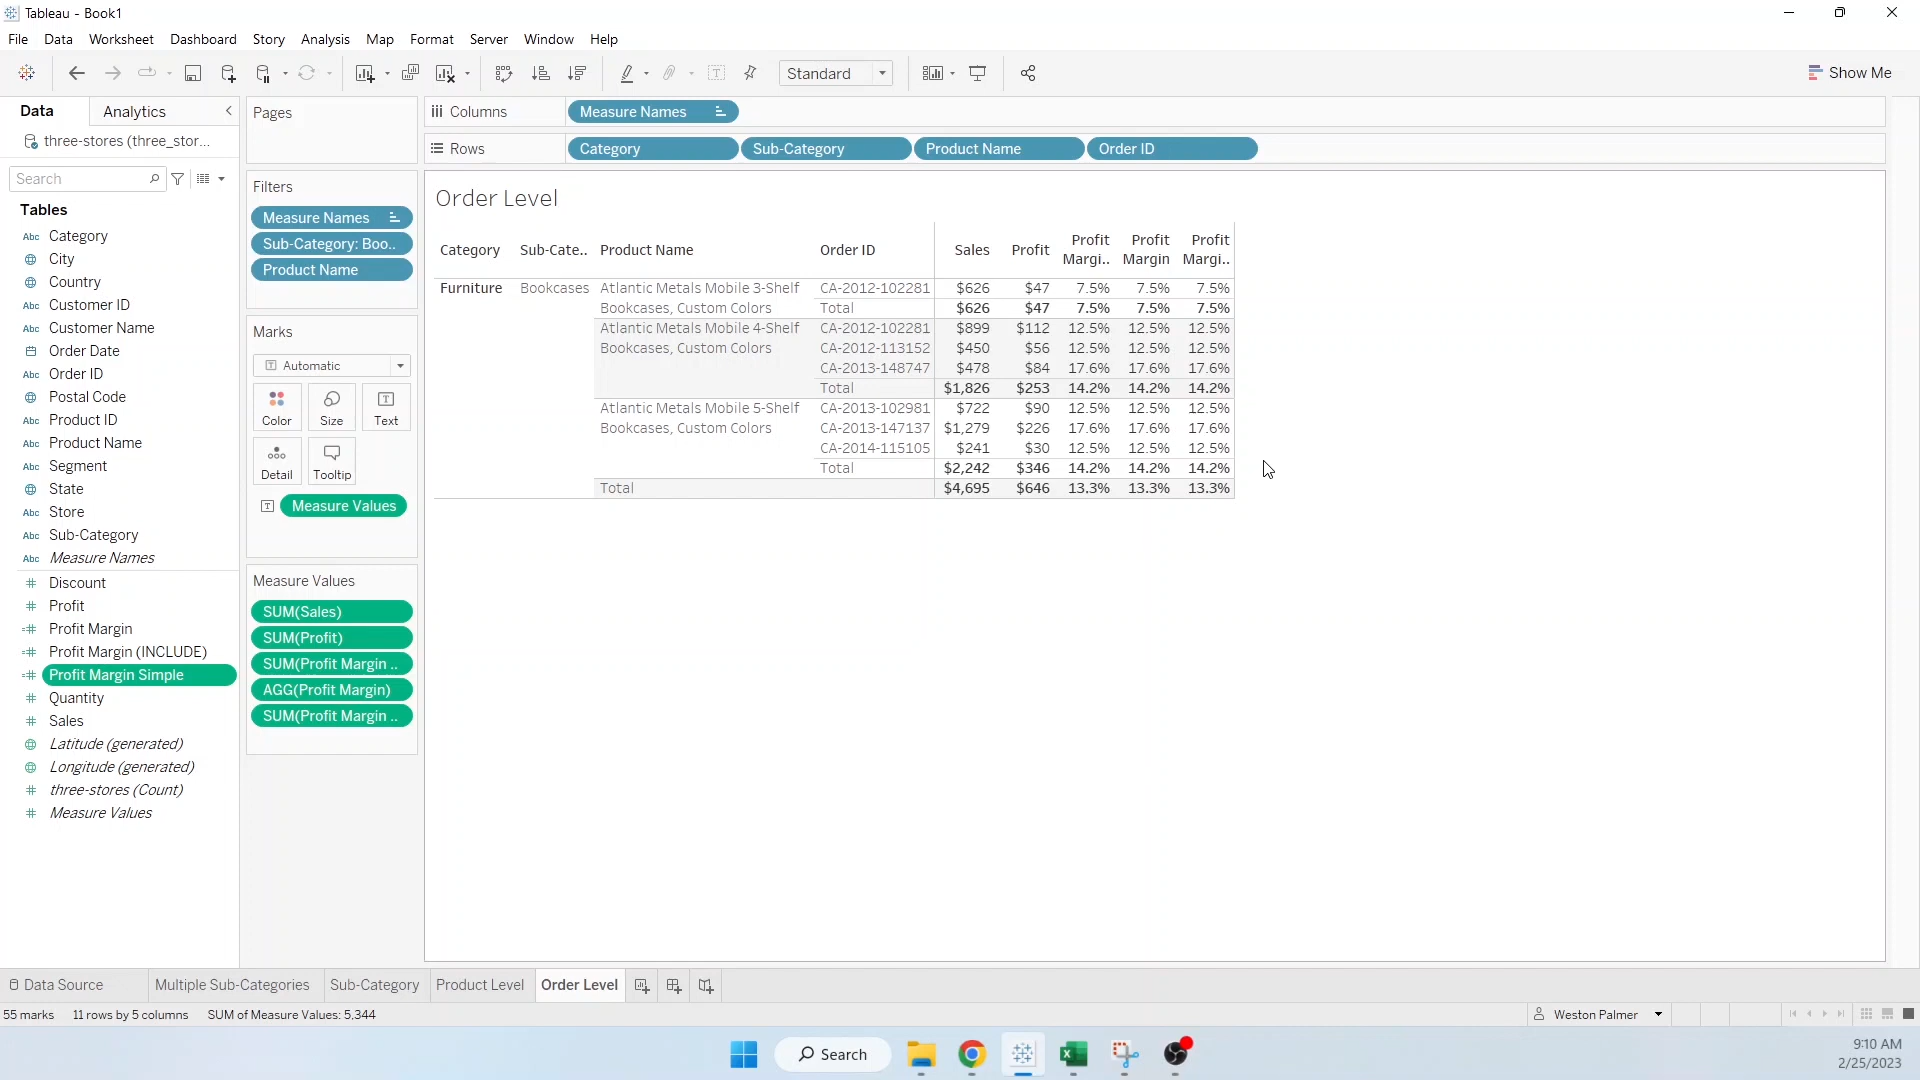 Tableau - Book1
File Data Worksheet Dashboard Story Analysis Map Format Server Window Help
Standard
Show Me
Data Analytics
three-stores (three_stor...
Search
Tables
Abc Category
City
Country
Abc Customer ID
Abc Customer Name
Order Date
Abc Order ID
Postal Code
Abc Product ID
Abc Product Name
Abc Segment
State
Abc Store
Abc Sub-Category
Abc Measure Names
# Discount
# Profit
=# Profit Margin
=# Profit Margin (INCLUDE)
=# Profit Margin Simple
# Quantity
# Sales
Latitude (generated)
Longitude (generated)
# three-stores (Count)
# Measure Values
Pages
Filters
Measure Names
Sub-Category: Boo..
Product Name
Marks
Automatic
Color Size Text
Detail Tooltip
Measure Values
Measure Values
SUM(Sales)
SUM(Profit)
SUM(Profit Margin ..
AGG(Profit Margin)
SUM(Profit Margin ..
Columns Measure Names
Rows Category Sub-Category Product Name Order ID
Order Level
Category Sub-Cate.. Product Name Order ID Sales Profit Profit Margi.. Profit Margin Profit Margi..
Furniture Bookcases Atlantic Metals Mobile 3-Shelf CA-2012-102281 $626 $47 7.5% 7.5% 7.5%
Bookcases, Custom Colors Total $626 $47 7.5% 7.5% 7.5%
Atlantic Metals Mobile 4-Shelf CA-2012-102281 $899 $112 12.5% 12.5% 12.5%
Bookcases, Custom Colors CA-2012-113152 $450 $56 12.5% 12.5% 12.5%
CA-2013-148747 $478 $84 17.6% 17.6% 17.6%
Total $1,826 $253 14.2% 14.2% 14.2%
Atlantic Metals Mobile 5-Shelf CA-2013-102981 $722 $90 12.5% 12.5% 12.5%
Bookcases, Custom Colors CA-2013-147137 $1,279 $226 17.6% 17.6% 17.6%
CA-2014-115105 $241 $30 12.5% 12.5% 12.5%
Total $2,242 $346 14.2% 14.2% 14.2%
Total $4,695 $646 13.3% 13.3% 13.3%
Data Source Multiple Sub-Categories Sub-Category Product Level Order Level
55 marks 11 rows by 5 columns SUM of Measure Values: 5,344
Weston Palmer
Search
9:10 AM
2/25/2023